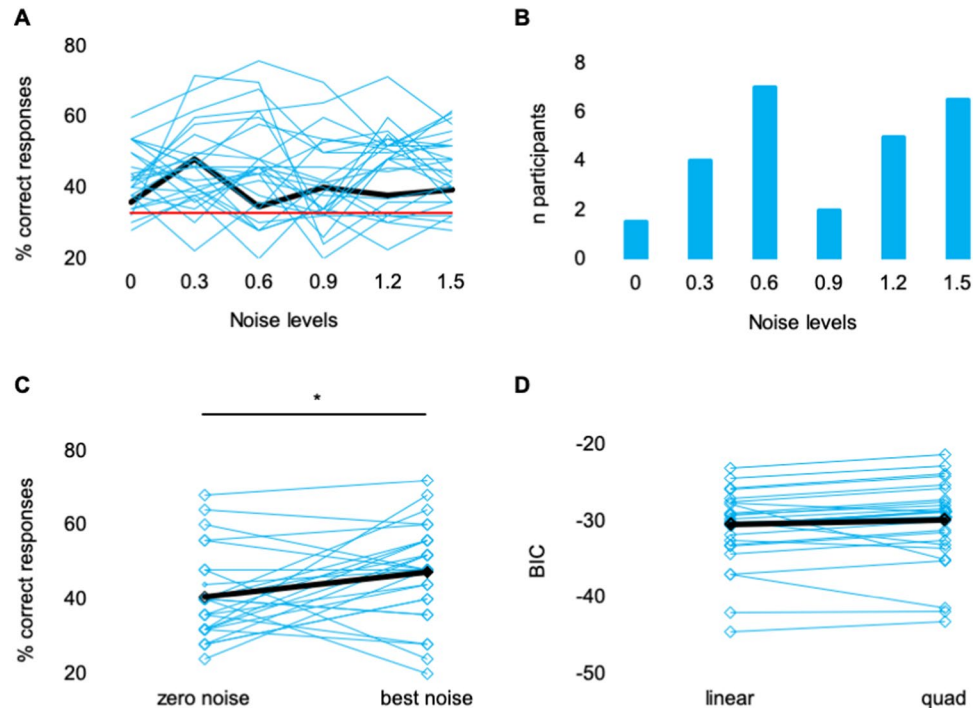 A
% correct responses
80
60
40
20
0 0.3 0.6 0.9 1.2 1.5
Noise levels
B
n participants
8
6
4
2
0
0 0.3 0.6 0.9 1.2 1.5
Noise levels
C
*
% correct responses
80
60
40
20
zero noise best noise
D
BIC
-20
-30
-40
-50
linear quad